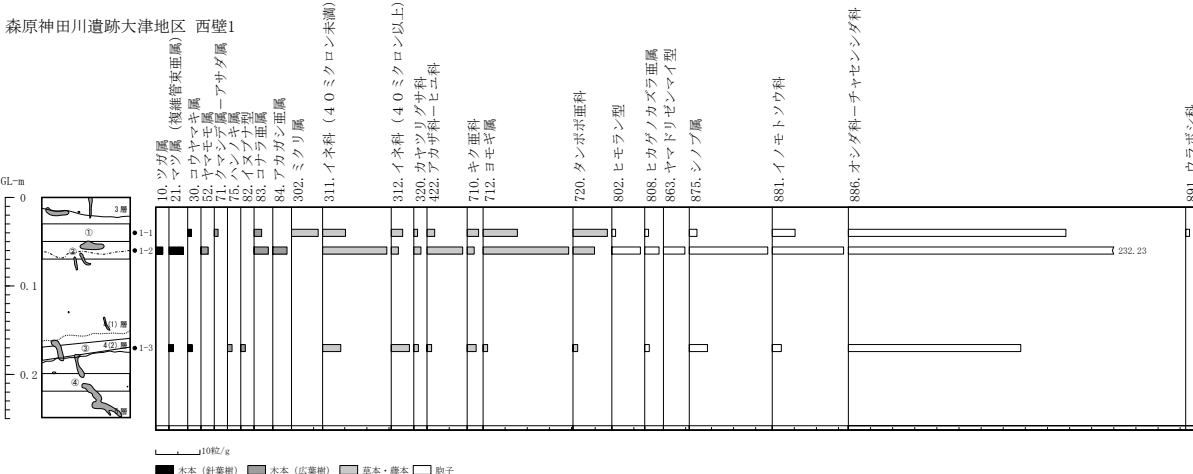 森原神田川遺跡大津地区 西壁1
10. ツガ属
21. マツ属（複維管束亜属）
30. コウヤマキ属
52. ヤマモモ属
71. クマシデ属－アサダ属
75. ハンノキ属
82. イヌブナ型
83. コナラ亜属
84. アカガシ亜属
302. ミクリ属
311. イネ科（４０ミクロン未満）
312. イネ科（４０ミクロン以上）
320. カヤツリグサ科
422. アカザ科－ヒユ科
710. キク亜科
712. ヨモギ属
720. タンポポ亜科
802. ヒモラン型
808. ヒカゲノカズラ亜属
863. ヤマドリゼンマイ型
875. シノブ属
881. イノモトソウ科
886. オシダ科－チャセンシダ科
891. ウラボシ科
GL-m
0
3層
①
1-1
②
1-2
232.23
0.1
(1) 層
③
4(2) 層
1-3
0.2
④
層
10粒/g
木本（針葉樹）
木本（広葉樹）
草本・藤本
胞子